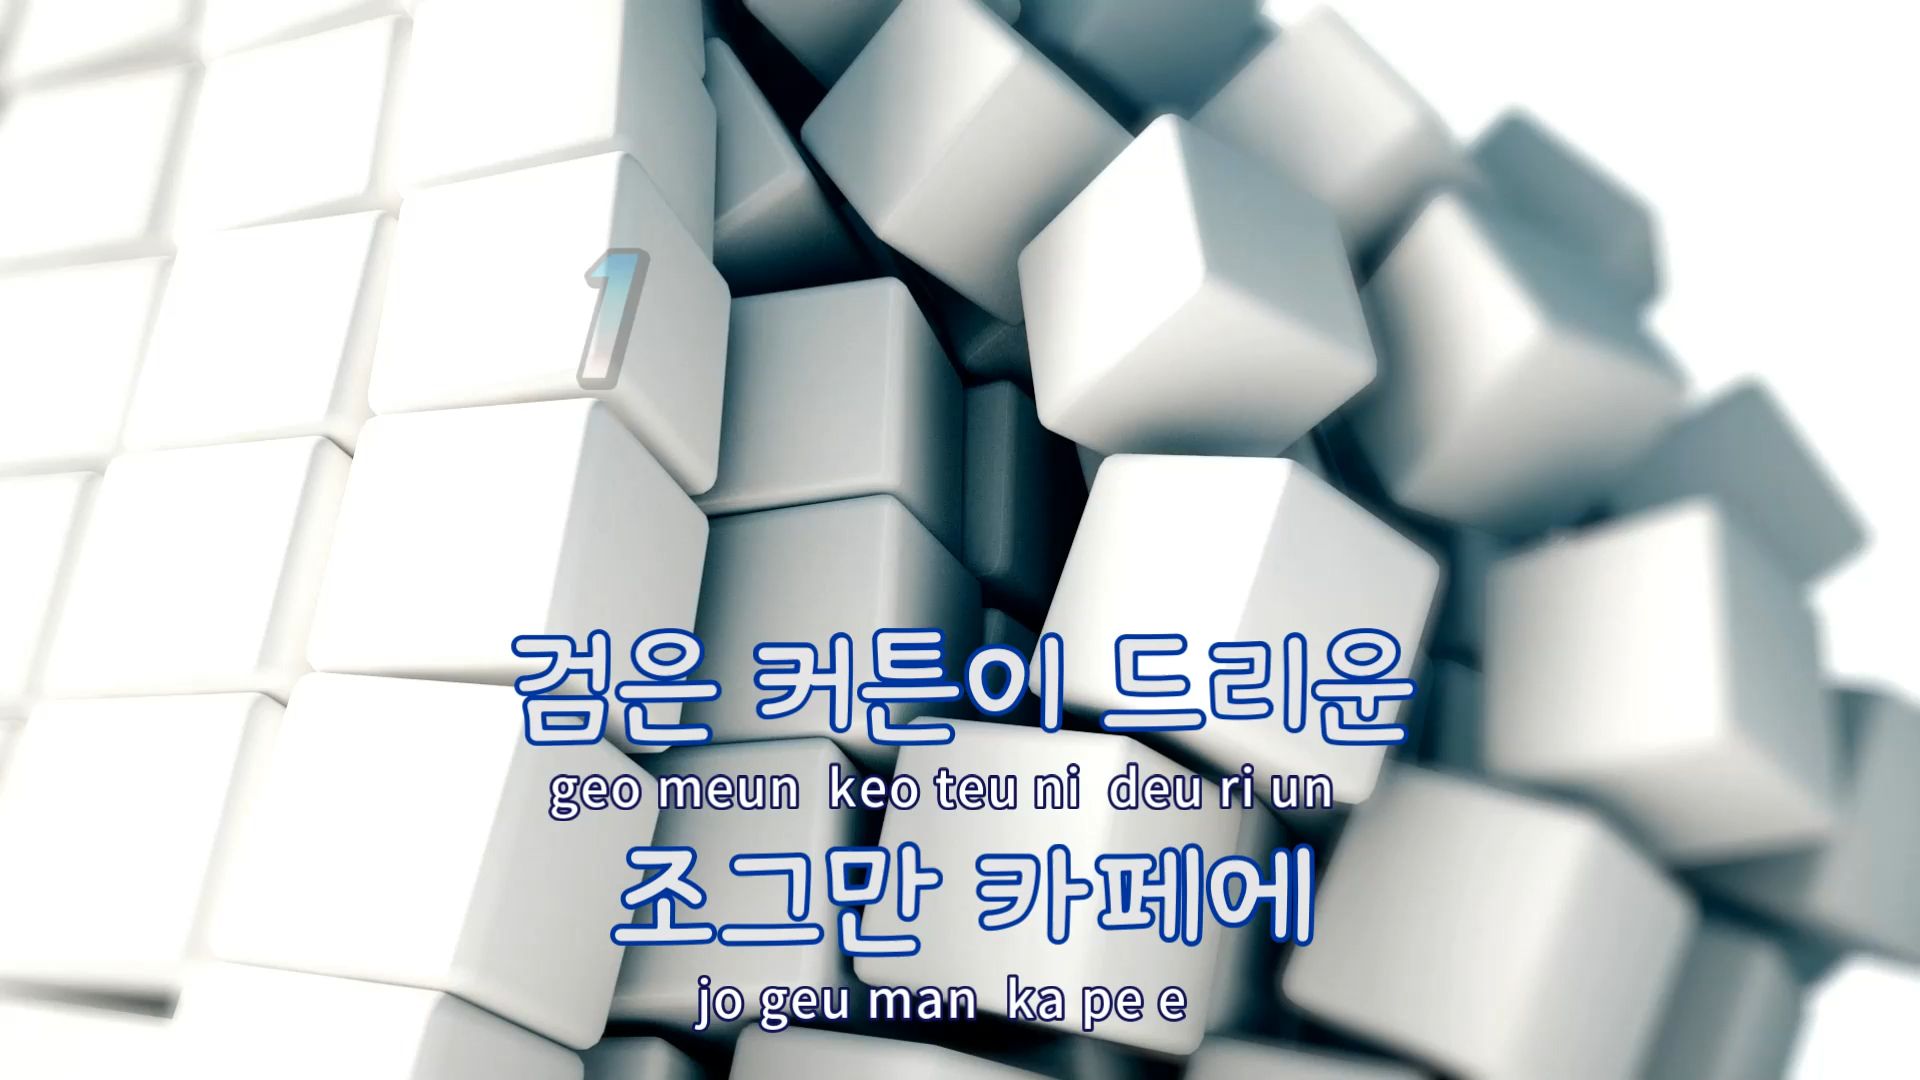 1
검은 커튼이 드리운
geo meun keo teu ni deu ri un
조그만 카페에
jo geu man ka pe e